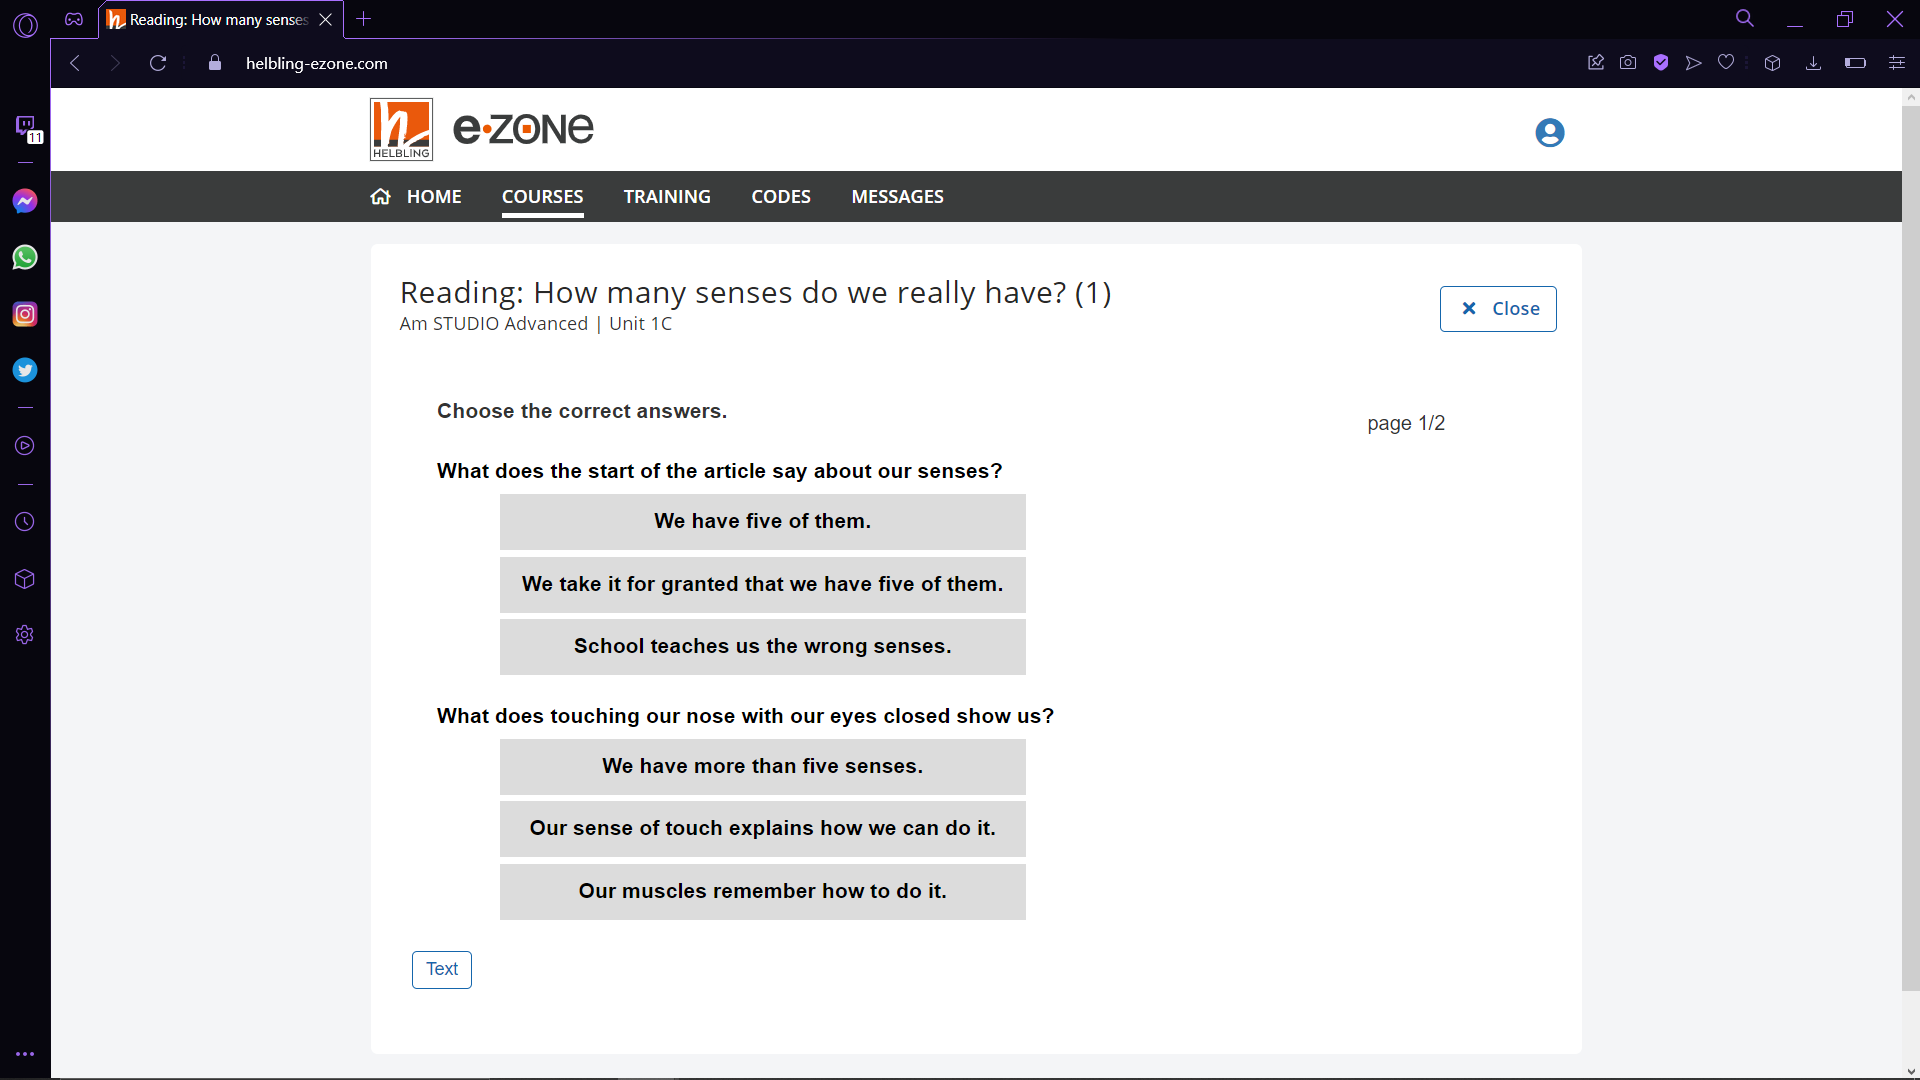 Reading: How many senses
helbling-ezone.com
11
HELBLING
e·zone
HOME
COURSES
TRAINING
CODES
MESSAGES
Reading: How many senses do we really have? (1)
Am STUDIO Advanced | Unit 1C
Close
Choose the correct answers.
page 1/2
What does the start of the article say about our senses?
We have five of them.
We take it for granted that we have five of them.
School teaches us the wrong senses.
What does touching our nose with our eyes closed show us?
We have more than five senses.
Our sense of touch explains how we can do it.
Our muscles remember how to do it.
Text